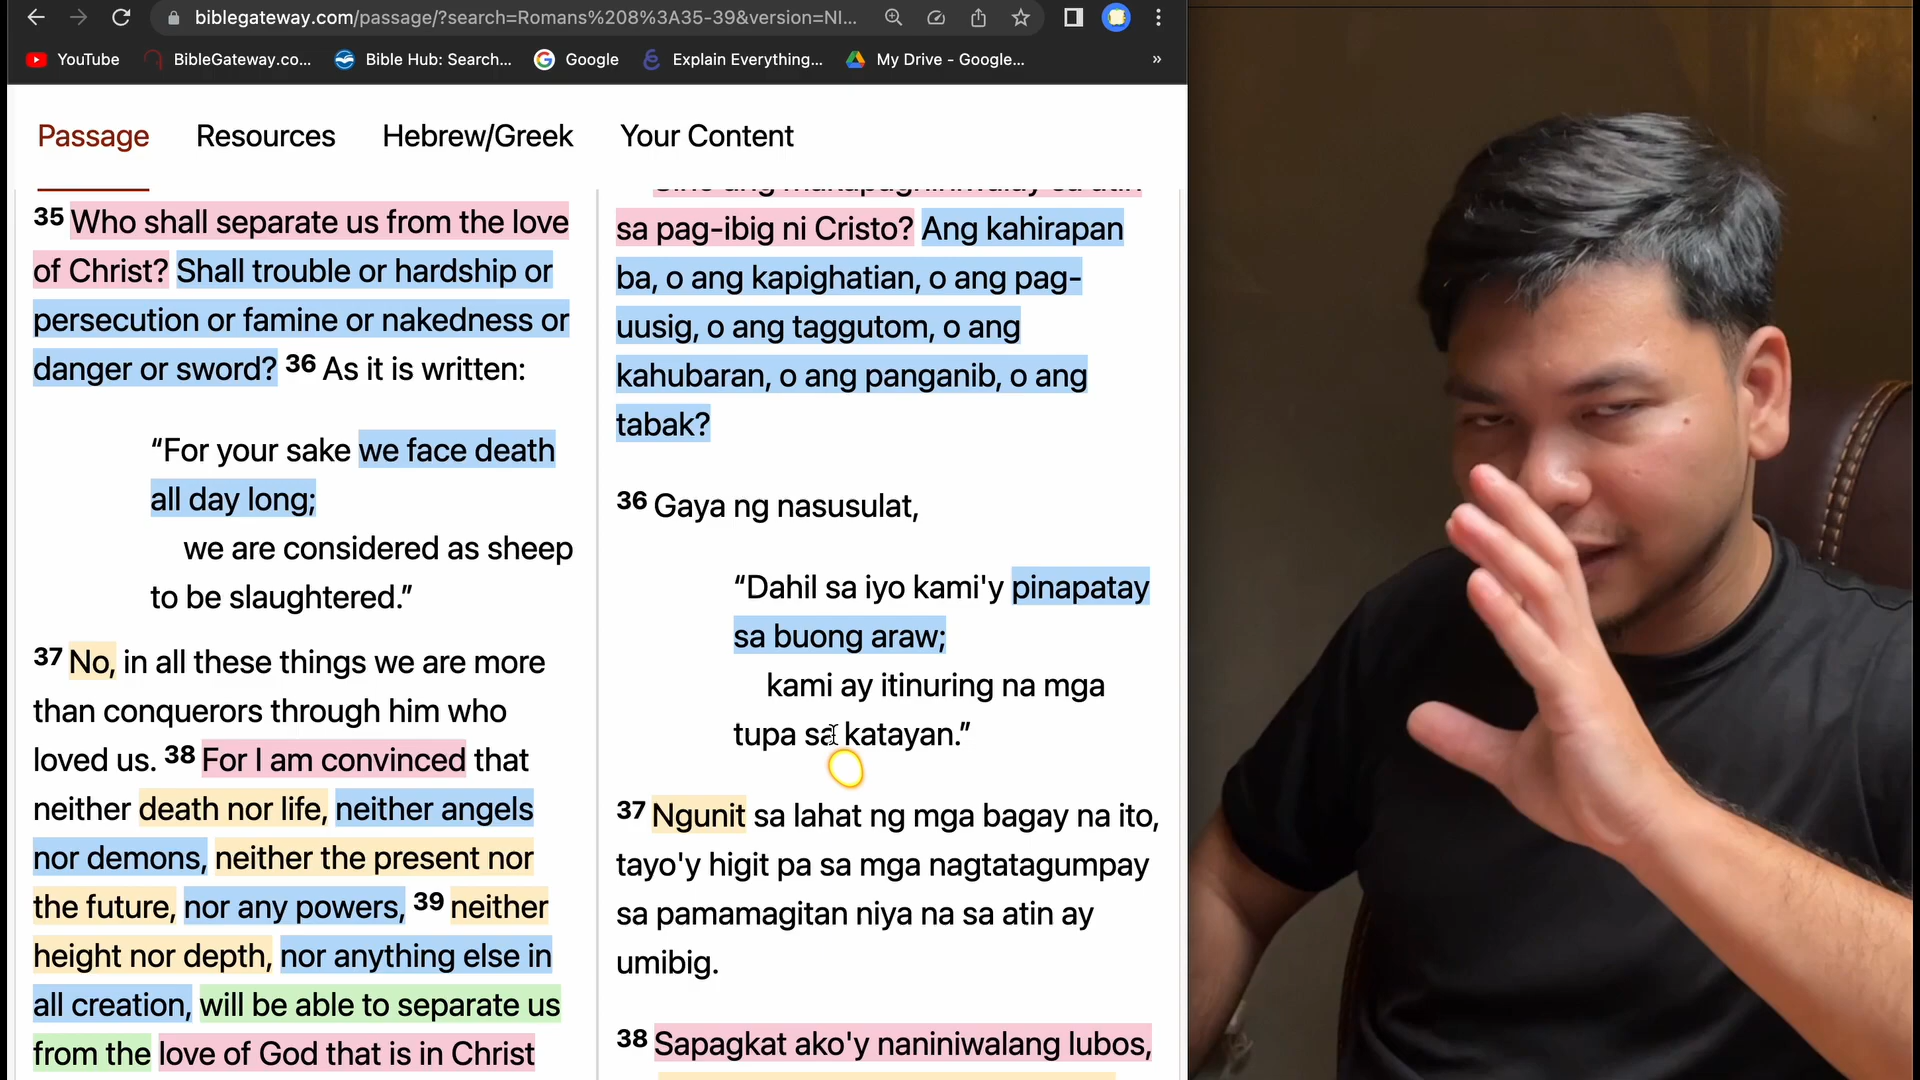 biblegateway.com/passage/?search=Romans%208%3A35-39&version=NI...
YouTube BibleGateway.co... Bible Hub: Search... Google Explain Everything... My Drive - Google... »
Passage Resources Hebrew/Greek Your Content
35 Who shall separate us from the love
of Christ? Shall trouble or hardship or
persecution or famine or nakedness or
danger or sword? 36 As it is written:
“For your sake we face death
all day long;
we are considered as sheep
to be slaughtered.”
37 No, in all these things we are more
than conquerors through him who
loved us. 38 For I am convinced that
neither death nor life, neither angels
nor demons, neither the present nor
the future, nor any powers, 39 neither
height nor depth, nor anything else in
all creation, will be able to separate us
from the love of God that is in Christ
sa pag-ibig ni Cristo? Ang kahirapan
ba, o ang kapighatian, o ang pag-
uusig, o ang taggutom, o ang
kahubaran, o ang panganib, o ang
tabak?
36 Gaya ng nasusulat,
“Dahil sa iyo kami'y pinapatay
sa buong araw;
kami ay itinuring na mga
tupa sa katayan.”
37 Ngunit sa lahat ng mga bagay na ito,
tayo'y higit pa sa mga nagtatagumpay
sa pamamagitan niya na sa atin ay
umibig.
38 Sapagkat ako'y naniniwalang lubos,